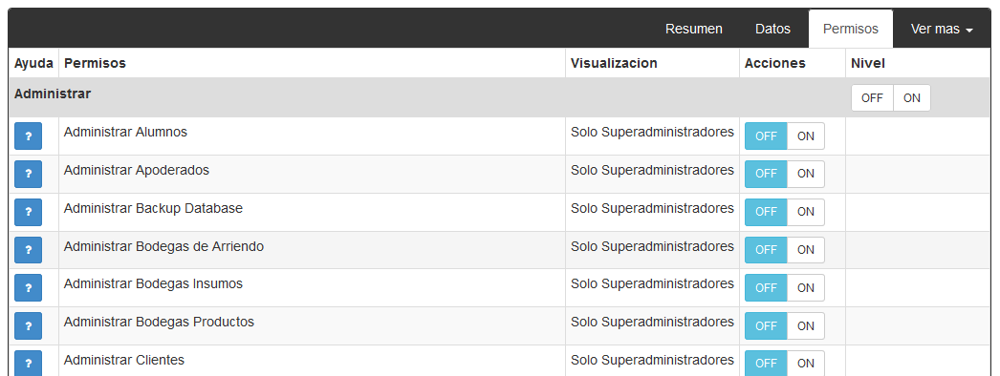 Resumen Datos Permisos Ver mas
Ayuda Permisos Visualizacion Acciones Nivel
Administrar OFF ON
? Administrar Alumnos Solo Superadministradores OFF ON
? Administrar Apoderados Solo Superadministradores OFF ON
? Administrar Backup Database Solo Superadministradores OFF ON
? Administrar Bodegas de Arriendo Solo Superadministradores OFF ON
? Administrar Bodegas Insumos Solo Superadministradores OFF ON
? Administrar Bodegas Productos Solo Superadministradores OFF ON
? Administrar Clientes Solo Superadministradores OFF ON